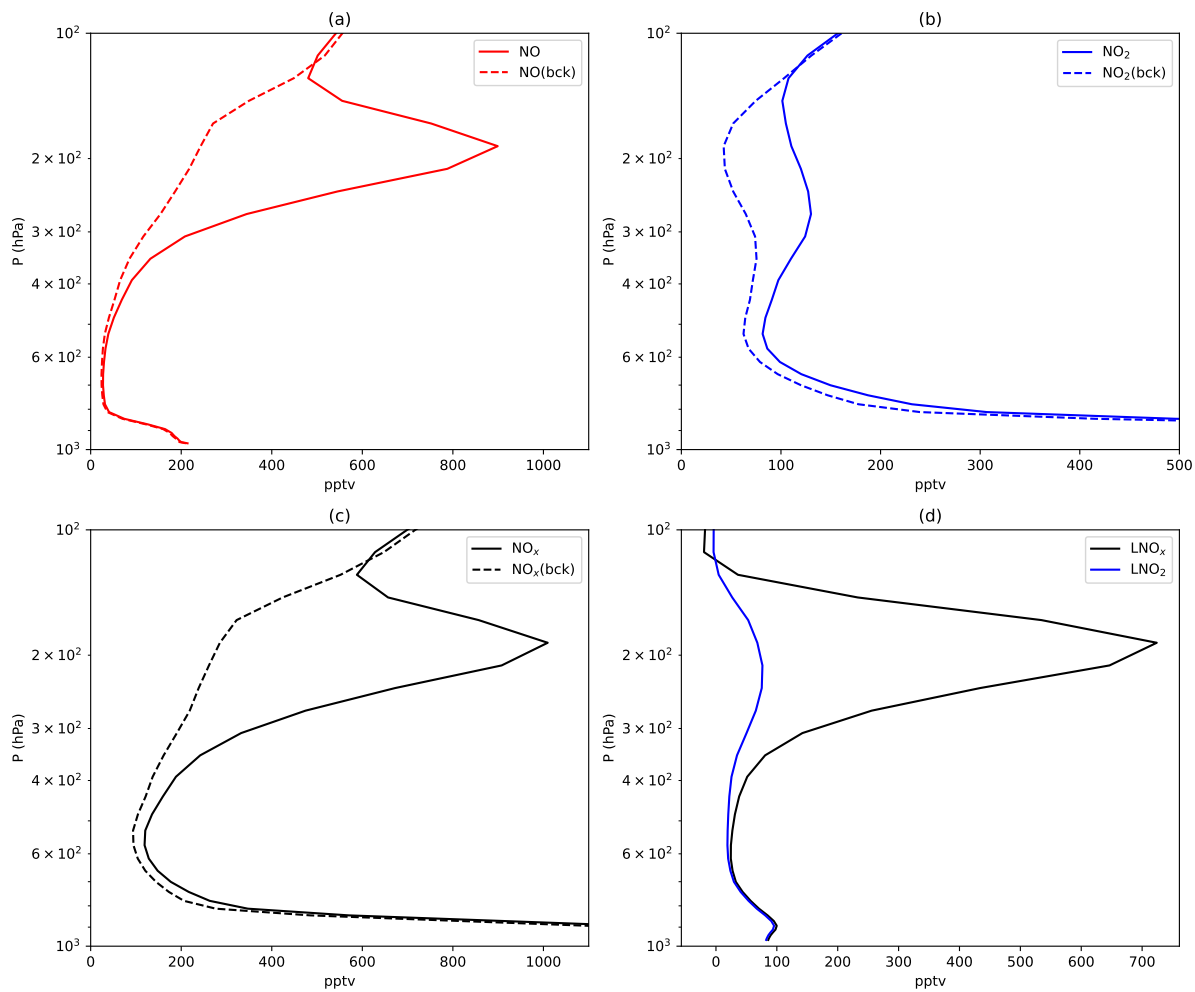 (a)
10²
2 × 10²
3 × 10²
4 × 10²
6 × 10²
10³
P (hPa)
NO
NO(bck)
0 200 400 600 800 1000
pptv
(b)
10²
2 × 10²
3 × 10²
4 × 10²
6 × 10²
10³
P (hPa)
NO₂
NO₂(bck)
0 100 200 300 400 500
pptv
(c)
10²
2 × 10²
3 × 10²
4 × 10²
6 × 10²
10³
P (hPa)
NOₓ
NOₓ(bck)
0 200 400 600 800 1000
pptv
(d)
10²
2 × 10²
3 × 10²
4 × 10²
6 × 10²
10³
P (hPa)
LNOₓ
LNO₂
0 100 200 300 400 500 600 700
pptv